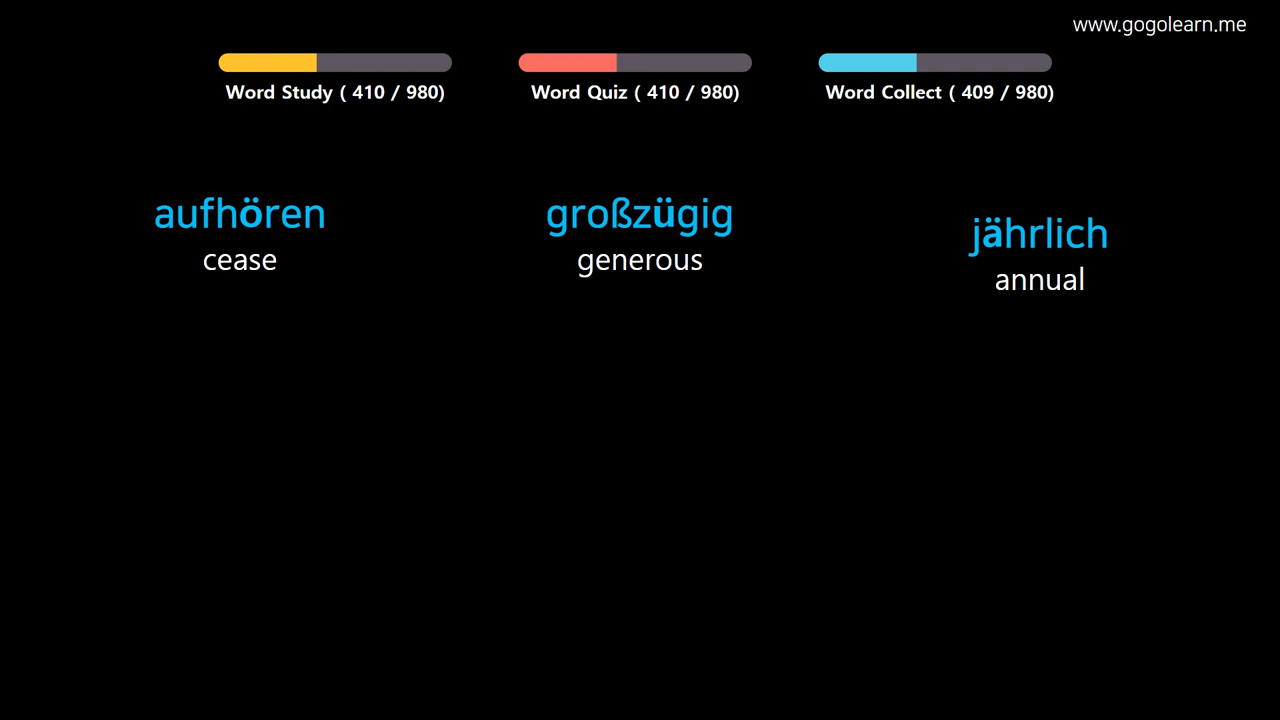 www.gogolearn.me
Word Study ( 410 / 980)
Word Quiz ( 410 / 980)
Word Collect ( 409 / 980)
aufhören
cease
großzügig
generous
jährlich
annual